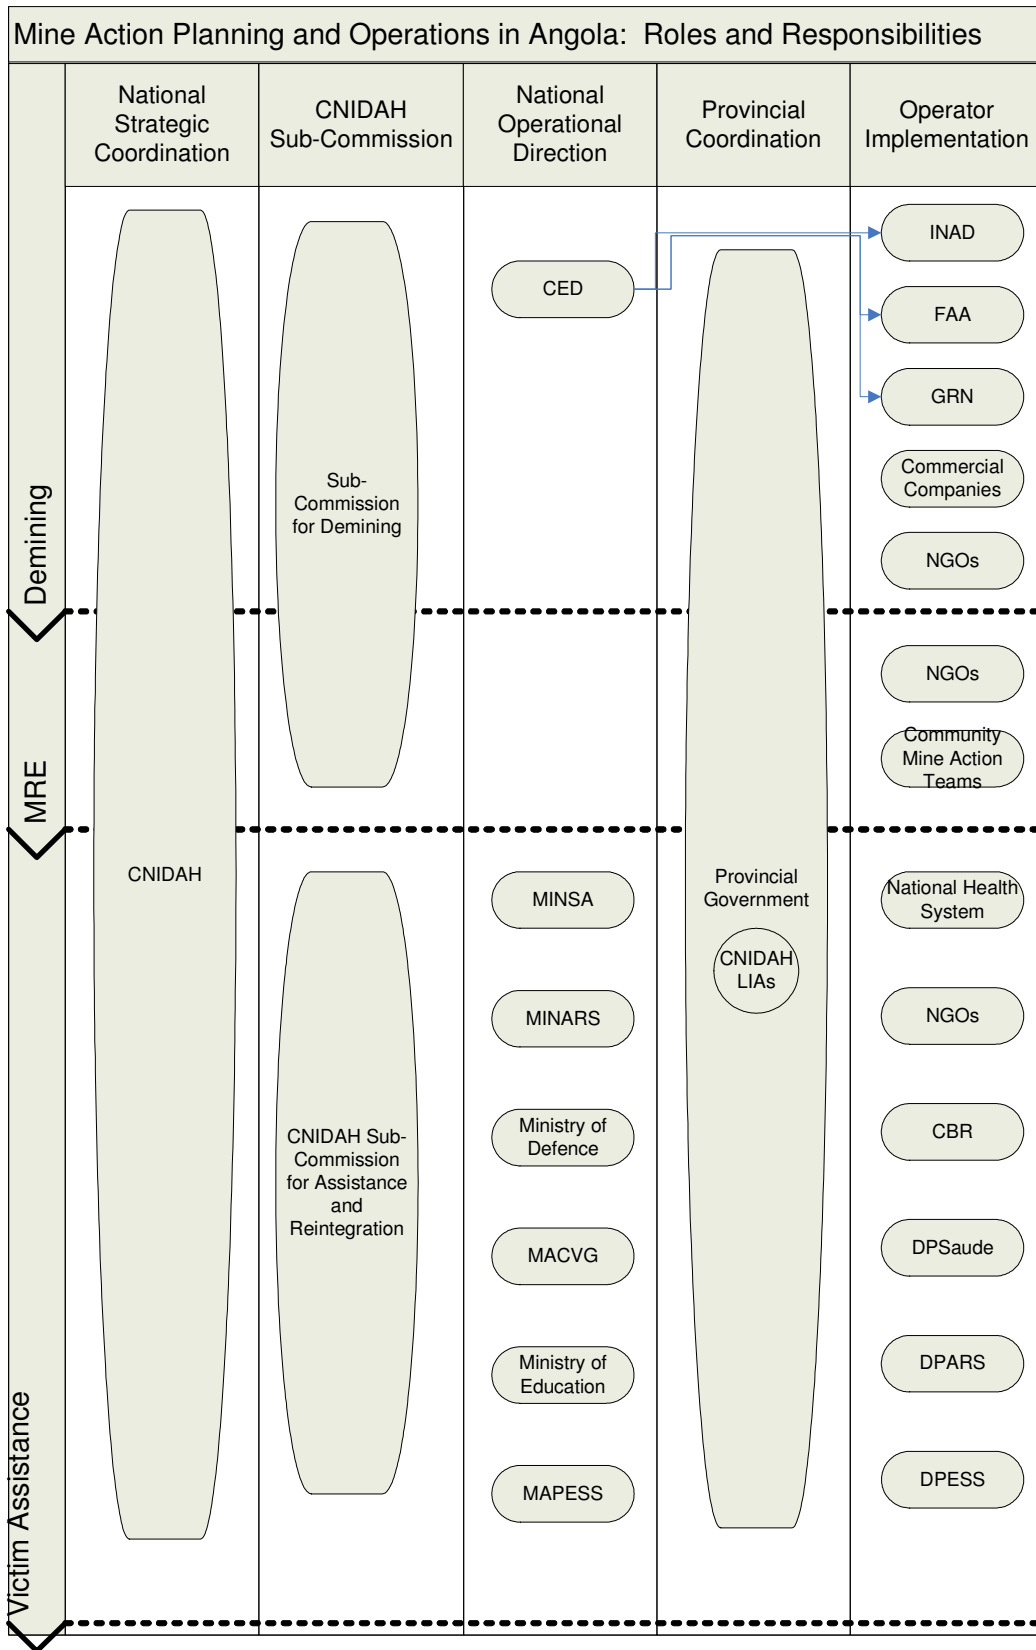 Mine Action Planning and Operations in Angola: Roles and Responsibilities
National
Strategic
Coordination
CNIDAH
Sub-Commission
National
Operational
Direction
Provincial
Coordination
Operator
Implementation
Demining
Sub-
Commission
for Demining
CED
INAD
FAA
GRN
Commercial
Companies
NGOs
MRE
NGOs
Community
Mine Action
Teams
Victim Assistance
CNIDAH
CNIDAH Sub-
Commission
for Assistance
and
Reintegration
MINSA
MINARS
Ministry of
Defence
MACVG
Ministry of
Education
MAPESS
Provincial
Government
CNIDAH
LIAs
National Health
System
NGOs
CBR
DPSaude
DPARS
DPESS